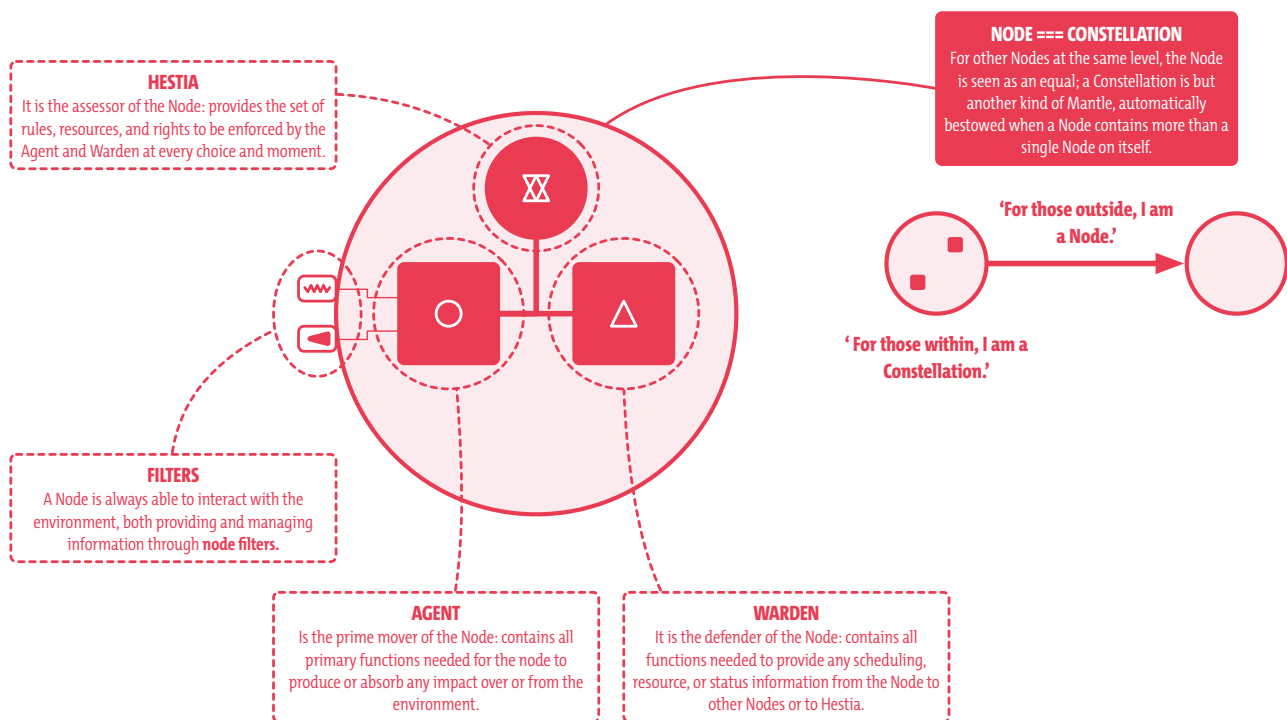 HESTIA
It is the assessor of the Node: provides the set of
rules, resources, and rights to be enforced by the
Agent and Warden at every choice and moment.
NODE === CONSTELLATION
For other Nodes at the same level, the Node
is seen as an equal; a Constellation is but
another kind of Mantle, automatically
bestowed when a Node contains more than a
single Node on itself.
‘For those outside, I am
a Node.’
‘ For those within, I am a
Constellation.’
FILTERS
A Node is always able to interact with the
environment, both providing and managing
information through node filters.
AGENT
Is the prime mover of the Node: contains all
primary functions needed for the node to
produce or absorb any impact over or from the
environment.
WARDEN
It is the defender of the Node: contains all
functions needed to provide any scheduling,
resource, or status information from the Node to
other Nodes or to Hestia.